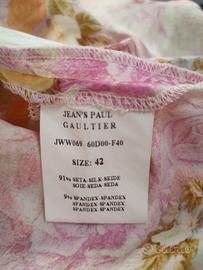 JEAN'S PAUL
GAULTIER
JWW069 60D00-F40
SIZE: 42
91% SETA-SILK-SEIDE
SOIE-SEDA-SEDA
9% SPANDEX-SPANDEX
SPANDEX-SPANDEX
SPANDEX-SPANDEX